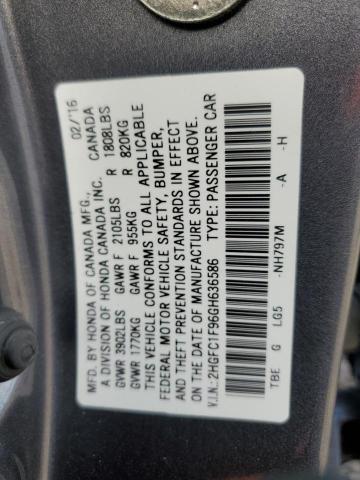 MFD. BY HONDA OF CANADA MFG., 02/'16
A DIVISION OF HONDA CANADA INC. CANADA
GVWR 3902LBS GAWR F 2105LBS R 1808LBS
GVWR 1770KG GAWR F 955KG R 820KG
THIS VEHICLE CONFORMS TO ALL APPLICABLE
FEDERAL MOTOR VEHICLE SAFETY, BUMPER,
AND THEFT PREVENTION STANDARDS IN EFFECT
ON THE DATE OF MANUFACTURE SHOWN ABOVE.
V.I.N: 2HGFC1F96GH636586 TYPE: PASSENGER CAR
TBE G LG5 -NH797M -A -H